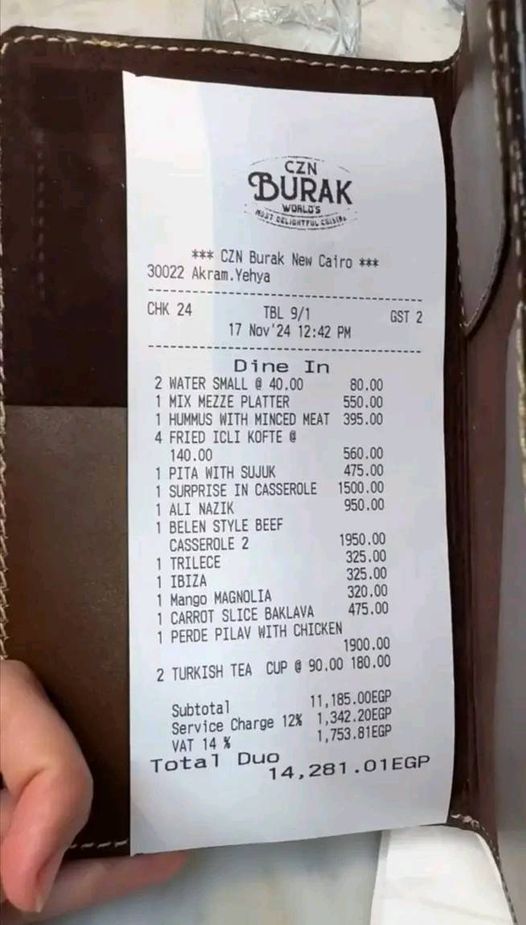 CZN
BURAK
WORLD'S
MOST DELIGHTFUL CUISINE
*** CZN Burak New Cairo ***
30022 Akram.Yehya
CHK 24 TBL 9/1 GST 2
17 Nov'24 12:42 PM
Dine In
2 WATER SMALL @ 40.00 80.00
1 MIX MEZZE PLATTER 550.00
1 HUMMUS WITH MINCED MEAT 395.00
4 FRIED ICLI KOFTE @
140.00 560.00
1 PITA WITH SUJUK 475.00
1 SURPRISE IN CASSEROLE 1500.00
1 ALI NAZIK 950.00
1 BELEN STYLE BEEF
CASSEROLE 2 1950.00
1 TRILECE 325.00
1 IBIZA 325.00
1 Mango MAGNOLIA 320.00
1 CARROT SLICE BAKLAVA 475.00
1 PERDE PILAV WITH CHICKEN
1900.00
2 TURKISH TEA CUP @ 90.00 180.00
Subtotal 11,185.00EGP
Service Charge 12% 1,342.20EGP
VAT 14 % 1,753.81EGP
Total Duo
14,281.01EGP